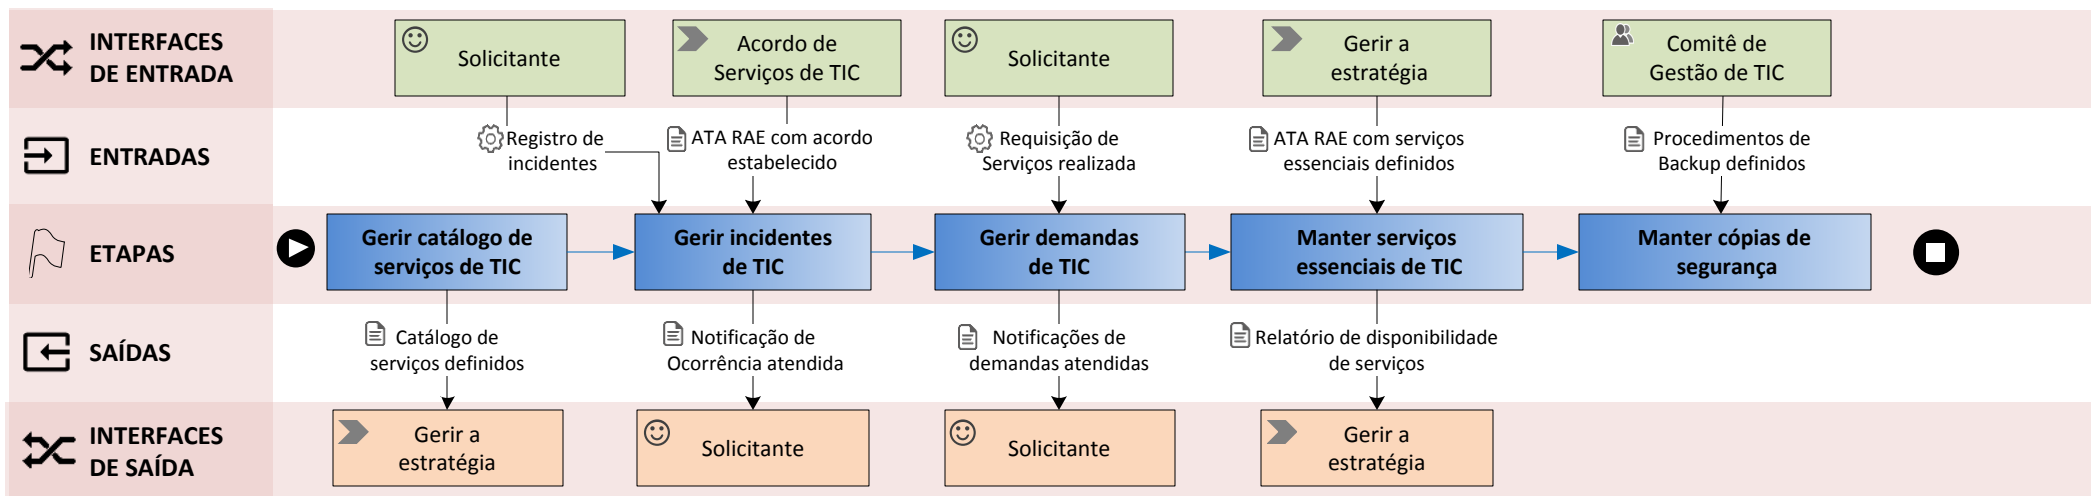 INTERFACES
DE ENTRADA
Solicitante
Acordo de
Serviços de TIC
Solicitante
Gerir a
estratégia
Comitê de
Gestão de TIC
ENTRADAS
Registro de
incidentes
ATA RAE com acordo
estabelecido
Requisição de
Serviços realizada
ATA RAE com serviços
essenciais definidos
Procedimentos de
Backup definidos
ETAPAS
Gerir catálogo de
serviços de TIC
Gerir incidentes
de TIC
Gerir demandas
de TIC
Manter serviços
essenciais de TIC
Manter cópias de
segurança
SAÍDAS
Catálogo de
serviços definidos
Notificação de
Ocorrência atendida
Notificações de
demandas atendidas
Relatório de disponibilidade
de serviços
INTERFACES
DE SAÍDA
Gerir a
estratégia
Solicitante
Solicitante
Gerir a
estratégia